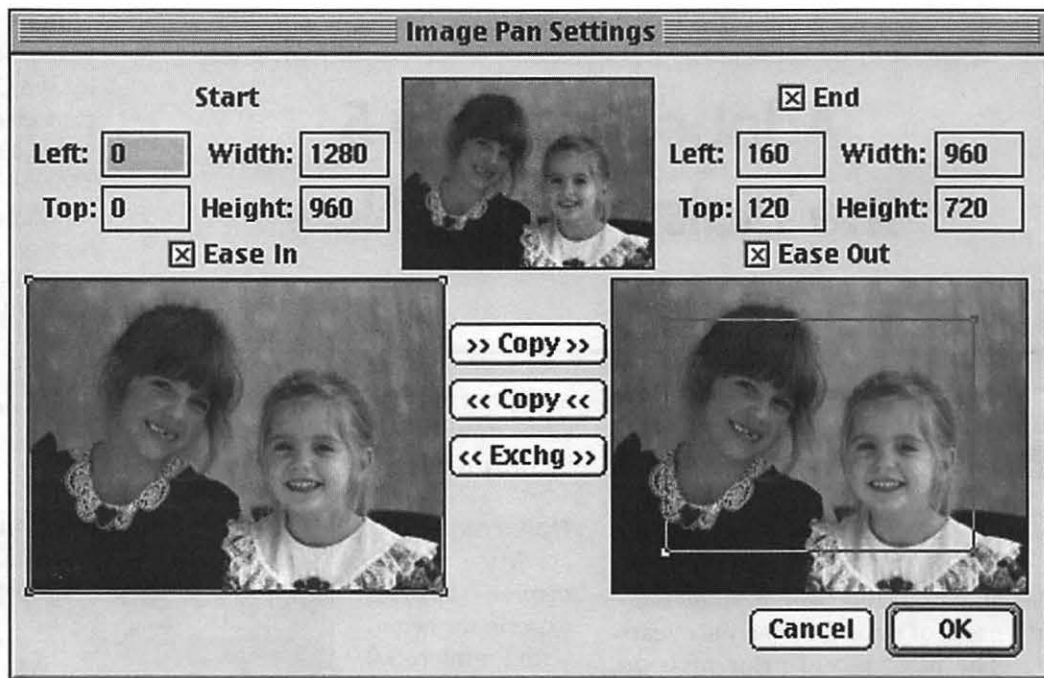 Image Pan Settings
Start
Left: 0 Width: 1280
Top: 0 Height: 960
Ease In
End
Left: 160 Width: 960
Top: 120 Height: 720
Ease Out
>> Copy >>
<< Copy <<
<< Exchg >>
Cancel
OK